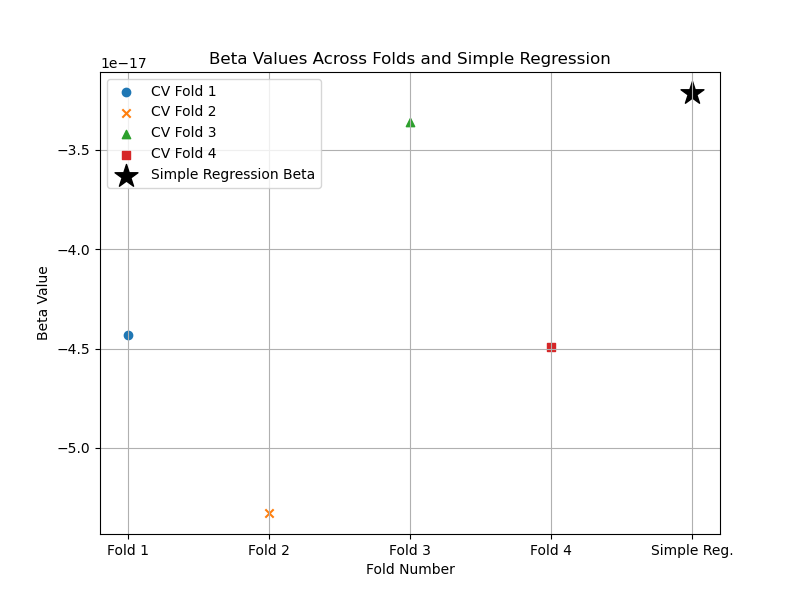 Beta Values Across Folds and Simple Regression
1e−17
CV Fold 1
CV Fold 2
CV Fold 3
CV Fold 4
Simple Regression Beta
−3.5
−4.0
−4.5
−5.0
Beta Value
Fold 1 Fold 2 Fold 3 Fold 4 Simple Reg.
Fold Number